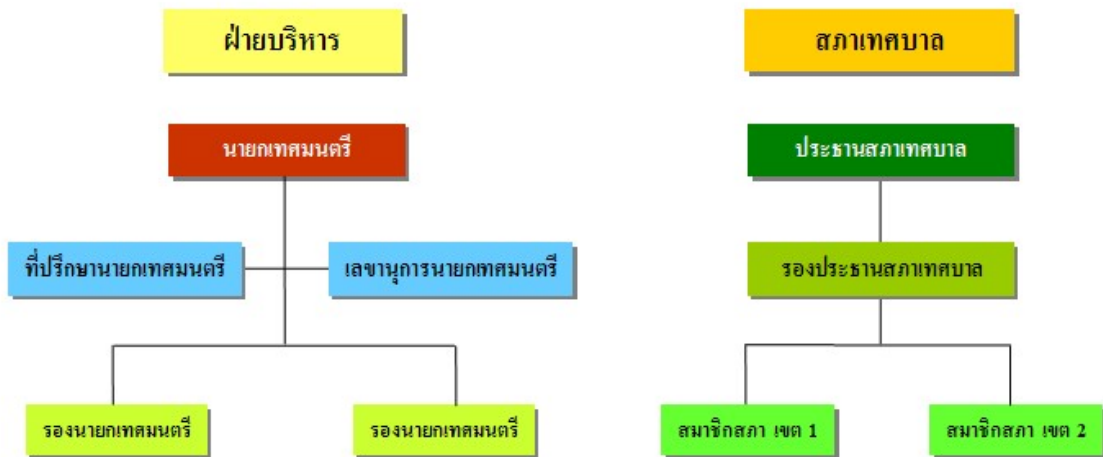 ฝ่ายบริหาร
สภาเทศบาล
นายกเทศมนตรี
ประธานสภาเทศบาล
ที่ปรึกษานายกเทศมนตรี
เลขานุการนายกเทศมนตรี
รองประธานสภาเทศบาล
รองนายกเทศมนตรี
รองนายกเทศมนตรี
สมาชิกสภา เขต 1
สมาชิกสภา เขต 2